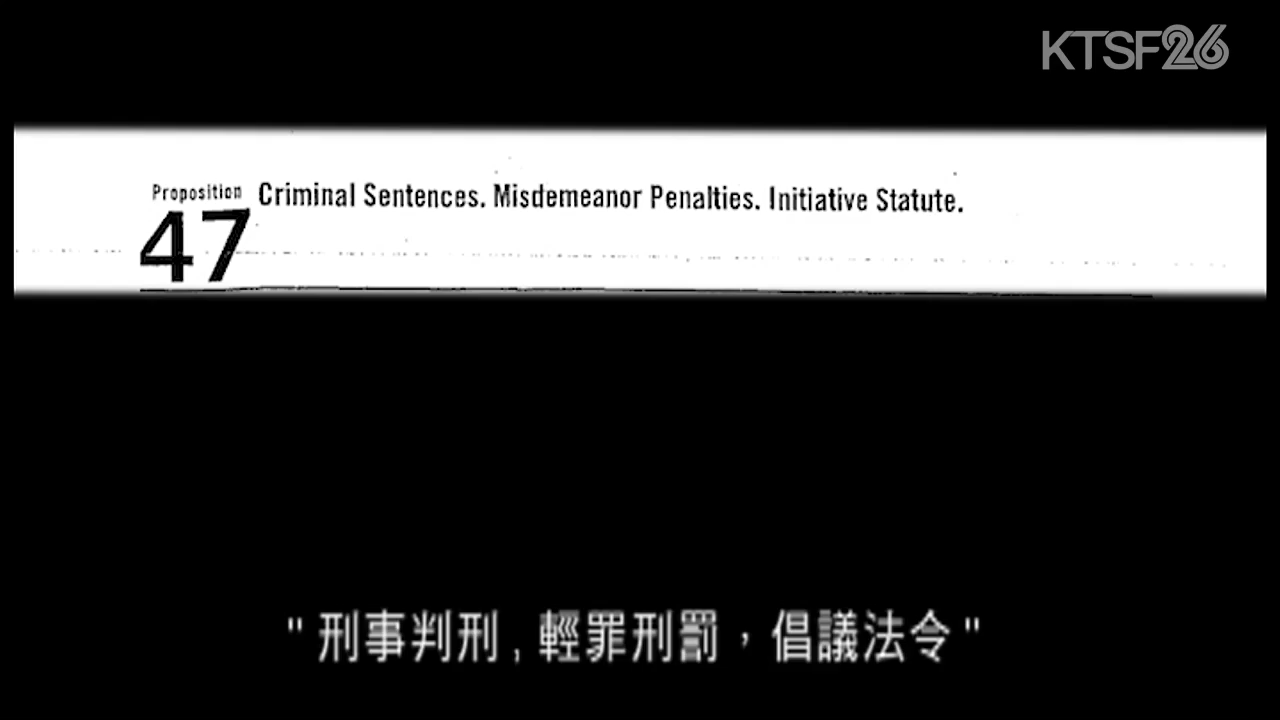 KTSF26
Proposition
47
Criminal Sentences. Misdemeanor Penalties. Initiative Statute.
"刑事判刑,輕罪刑罰,倡議法令"